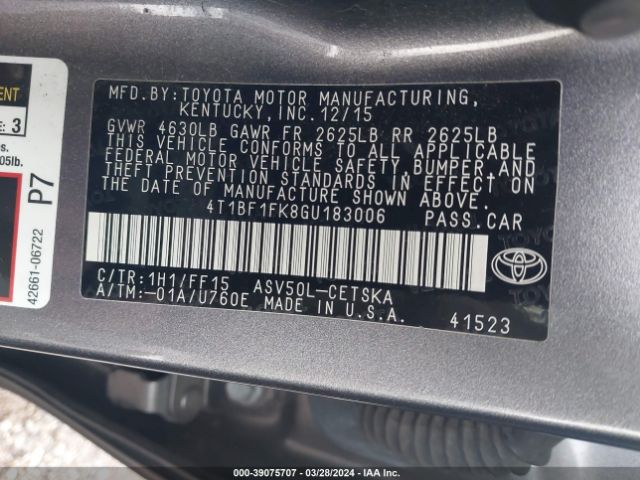 MFD.BY:TOYOTA MOTOR MANUFACTURING,
KENTUCKY, INC. 12/15
GVWR 4630LB GAWR FR 2625LB RR 2625LB
THIS VEHICLE CONFORMS TO ALL APPLICABLE
FEDERAL MOTOR VEHICLE SAFETY, BUMPER, AND
THEFT PREVENTION STANDARDS IN EFFECT ON
THE DATE OF MANUFACTURE SHOWN ABOVE.
4T1BF1FK8GU183006 PASS.CAR
C/TR:1H1/FF15 ASV50L-CETSKA
A/TM:-01A/U760E, MADE IN U.S.A.
41523
TOYOTA
ENT
E: 3
s.
05lb.
P7
42661-06722
000-39075707 - 03/28/2024 - IAA Inc.